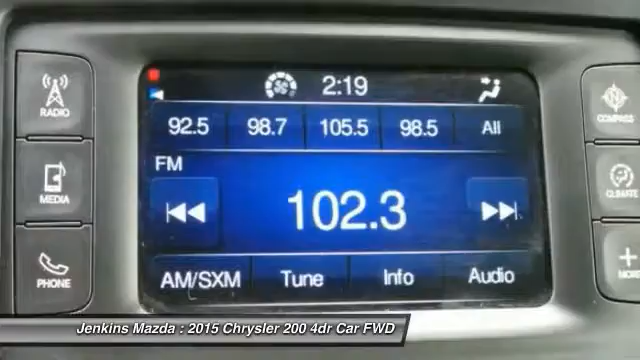 2:19
RADIO
92.5 98.7 105.5 98.5 All
COMPASS
FM
MEDIA
102.3
CLIMATE
PHONE
AM/SXM Tune Info Audio
MORE
Jenkins Mazda : 2015 Chrysler 200 4dr Car FWD